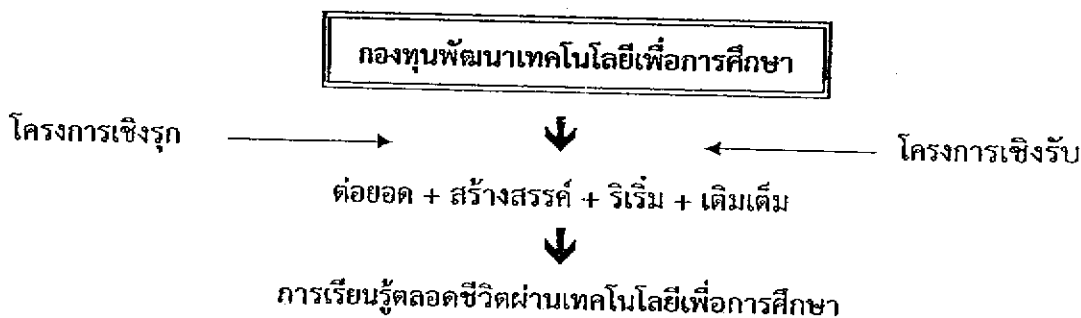 กองทุนพัฒนาเทคโนโลยีเพื่อการศึกษา
โครงการเชิงรุก
โครงการเชิงรับ
ต่อยอด + สร้างสรรค์ + ริเริ่ม + เติมเต็ม
การเรียนรู้ตลอดชีวิตผ่านเทคโนโลยีเพื่อการศึกษา